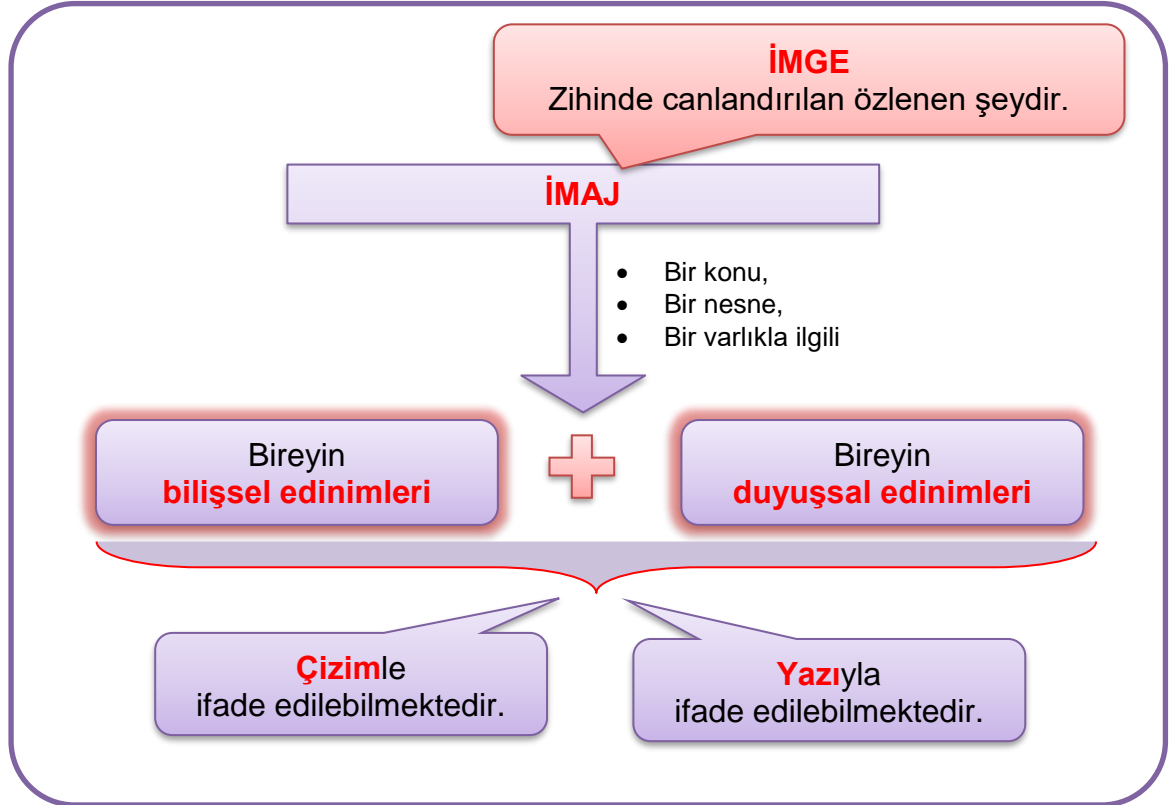 İMGE
Zihinde canlandırılan özlenen şeydir.
İMAJ
• Bir konu,
• Bir nesne,
• Bir varlıkla ilgili
Bireyin
bilişsel edinimleri
Bireyin
duyuşsal edinimleri
Çizimle
ifade edilebilmektedir.
Yazıyla
ifade edilebilmektedir.